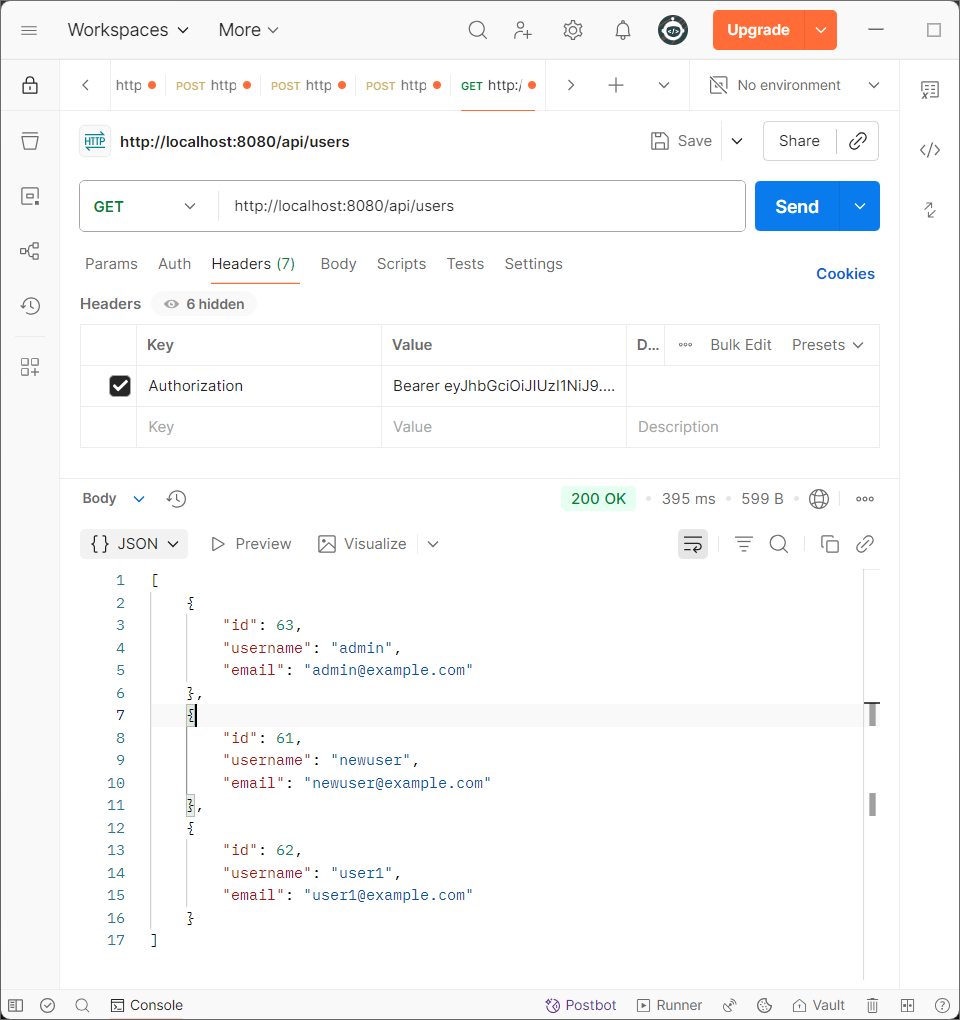 Workspaces More Upgrade
http POST http POST http POST http GET http:/ No environment
HTTP http://localhost:8080/api/users Save Share
GET http://localhost:8080/api/users Send
Params Auth Headers (7) Body Scripts Tests Settings Cookies
Headers 6 hidden
Key Value D... Bulk Edit Presets
Authorization Bearer eyJhbGciOiJIUzI1NiJ9....
Key Value Description
Body 200 OK 395 ms 599 B
{} JSON Preview Visualize
1 [
2 {
3 "id": 63,
4 "username": "admin",
5 "email": "admin@example.com"
6 },
7 {
8 "id": 61,
9 "username": "newuser",
10 "email": "newuser@example.com"
11 },
12 {
13 "id": 62,
14 "username": "user1",
15 "email": "user1@example.com"
16 }
17 ]
Console Postbot Runner Vault